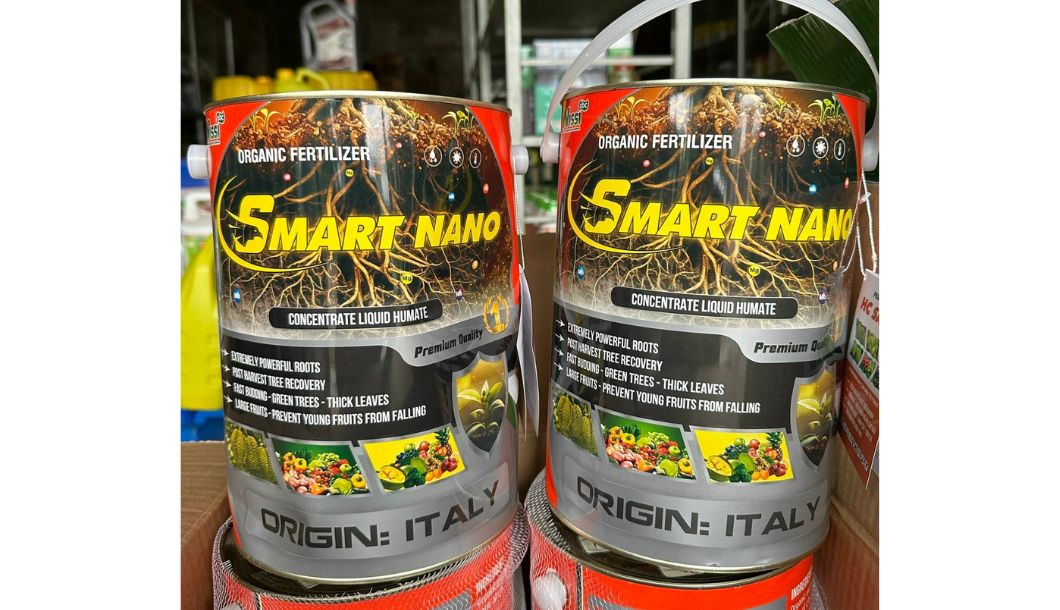 ORGANIC FERTILIZER
SMART NANO
CONCENTRATE LIQUID HUMATE
Premium Quality
EXTREMELY POWERFUL ROOTS
POST HARVEST TREE RECOVERY
FAST BUDDING - GREEN TREES - THICK LEAVES
LARGE FRUITS - PREVENT YOUNG FRUITS FROM FALLING
ORIGIN: ITALY
ORGANIC FERTILIZER
SMART NANO
CONCENTRATE LIQUID HUMATE
Premium
EXTREMELY POWERFUL ROOTS
POST HARVEST TREE RECOVERY
FAST BUDDING - GREEN TREES - THICK LEAVES
LARGE FRUITS - PREVENT YOUNG FRUITS FROM FALLING
ORIGIN: ITALY